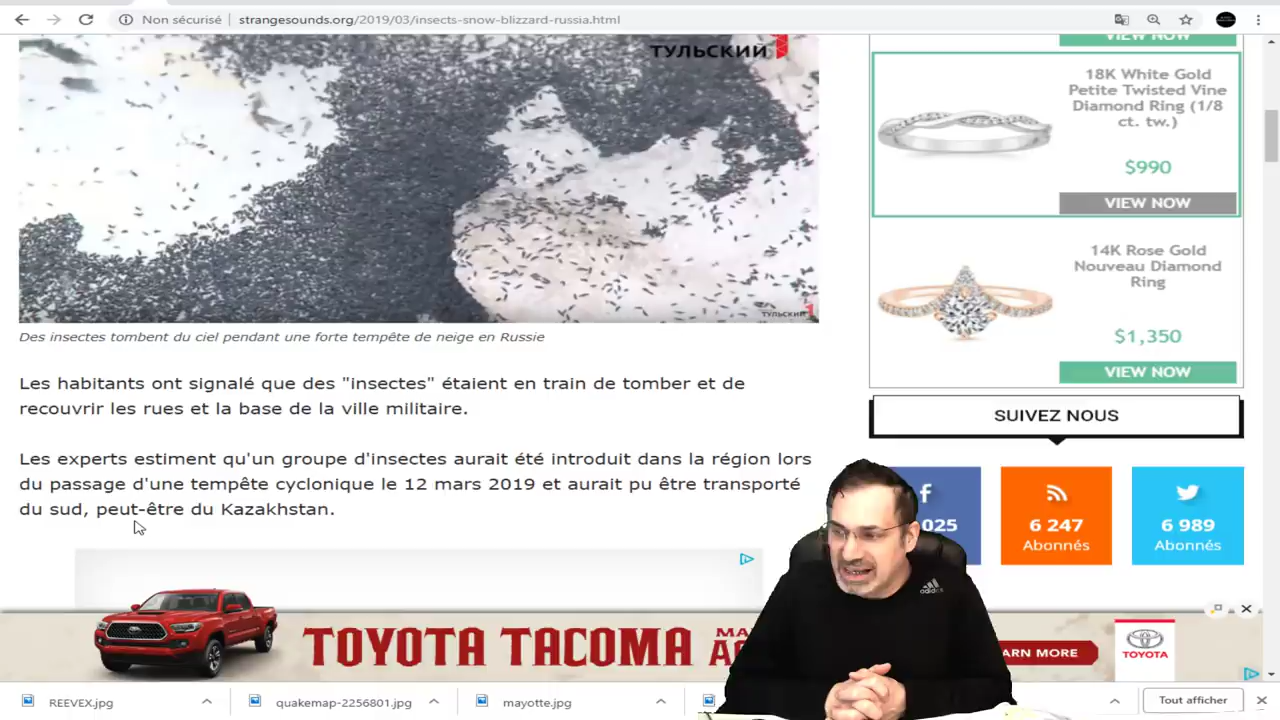 Non sécurisé | strangesounds.org/2019/03/insects-snow-blizzard-russia.html
ТУЛЬСКИЙ 1
ТУЛЬСКИЙ 1
Des insectes tombent du ciel pendant une forte tempête de neige en Russie
Les habitants ont signalé que des "insectes" étaient en train de tomber et de
recouvrir les rues et la base de la ville militaire.
Les experts estiment qu'un groupe d'insectes aurait été introduit dans la région lors
du passage d'une tempête cyclonique le 12 mars 2019 et aurait pu être transporté
du sud, peut-être du Kazakhstan.
VIEW NOW
18K White Gold
Petite Twisted Vine
Diamond Ring (1/8
ct. tw.)
$990
VIEW NOW
14K Rose Gold
Nouveau Diamond
Ring
$1,350
VIEW NOW
SUIVEZ NOUS
025
6 247
Abonnés
6 989
Abonnés
TOYOTA TACOMA
TOYOTA
REEVEX.jpg
quakemap-2256801.jpg
mayotte.jpg
Tout afficher